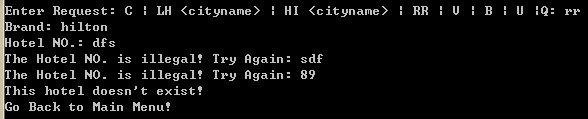 Enter Request: C ¦ LH <cityname> ¦ HI <cityname> ¦ RR ¦ V ¦ B ¦ U ¦Q: rr
Brand: hilton
Hotel NO.: dfs
The Hotel NO. is illegal! Try Again: sdf
The Hotel NO. is illegal! Try Again: 89
This hotel doesn't exist!
Go Back to Main Menu!